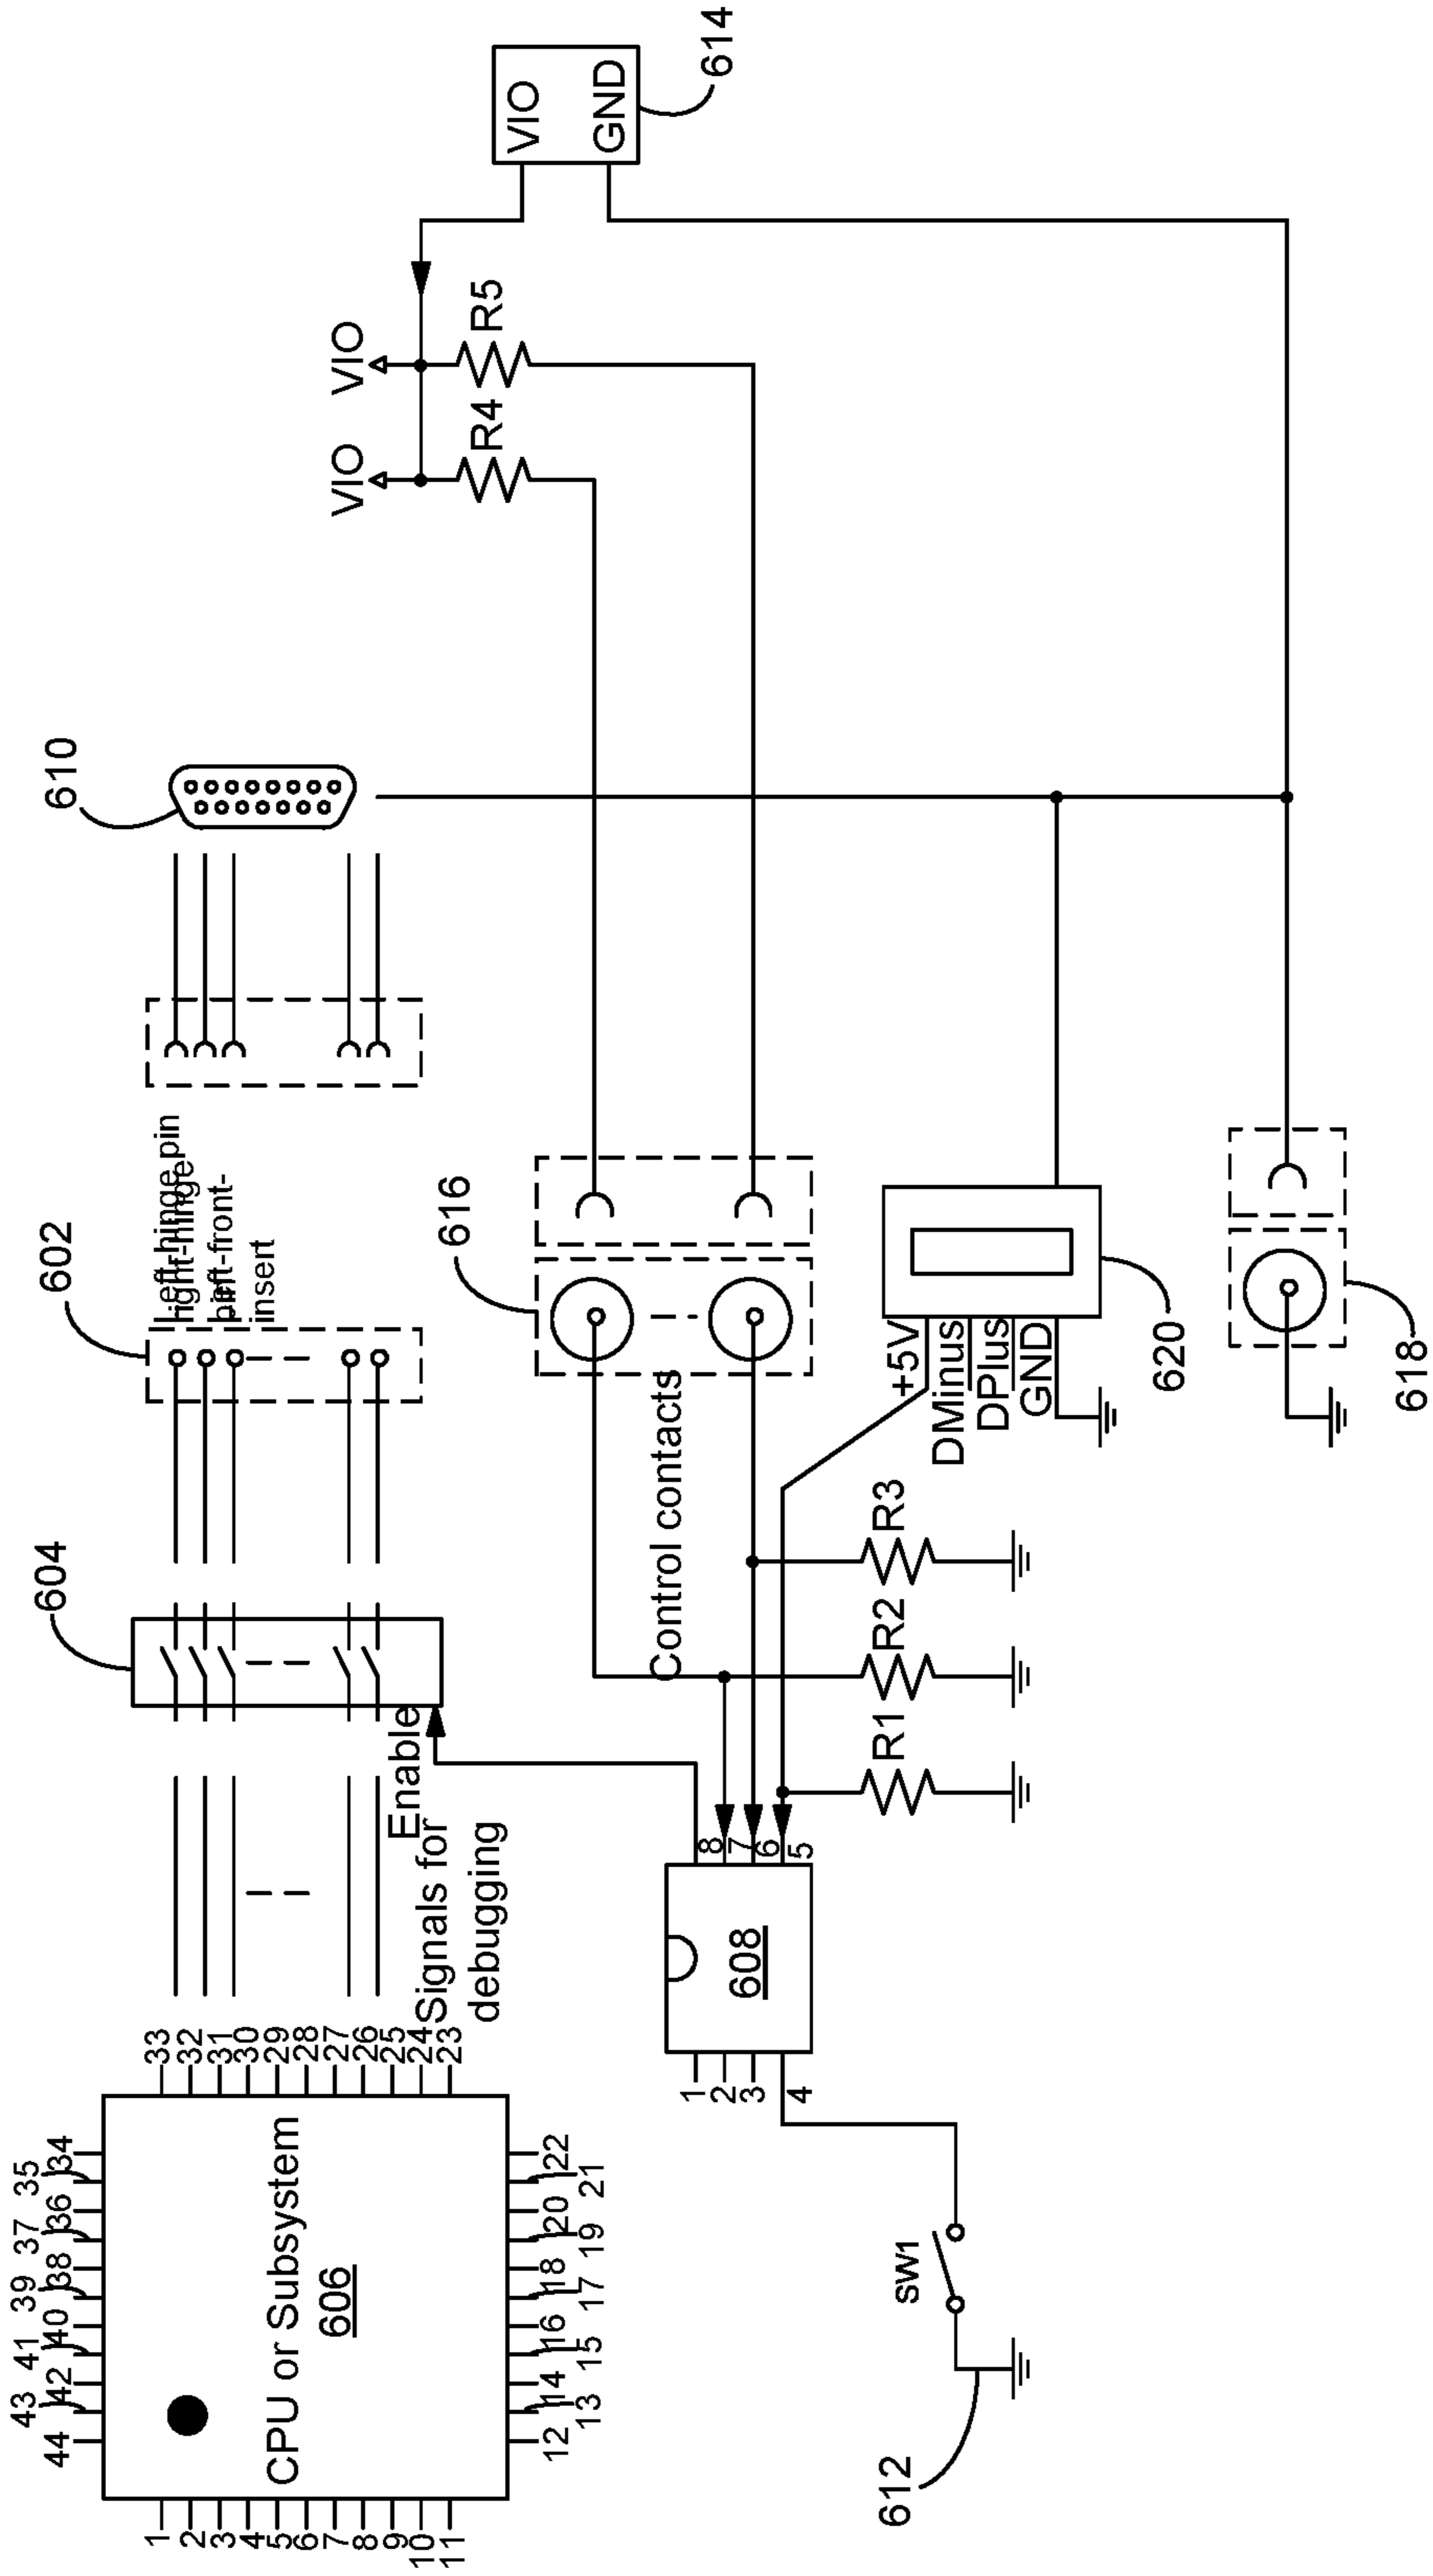 614
VIO
GND
VIO
VIO
R5
R4
610
602
604
616
Left-hinge pin
right-hinge
pin
left-front-
insert
Control contacts
Enable
Signals for
debugging
+5V
DMinus
DPlus
GND
620
618
R3
R2
R1
8
7
6
5
608
1
2
3
4
CPU or Subsystem
606
33
32
31
30
29
28
27
26
25
24
23
34
35
36
37
38
39
40
41
42
43
44
22
21
20
19
18
17
16
15
14
13
12
1
2
3
4
5
6
7
8
9
10
11
SW1
612